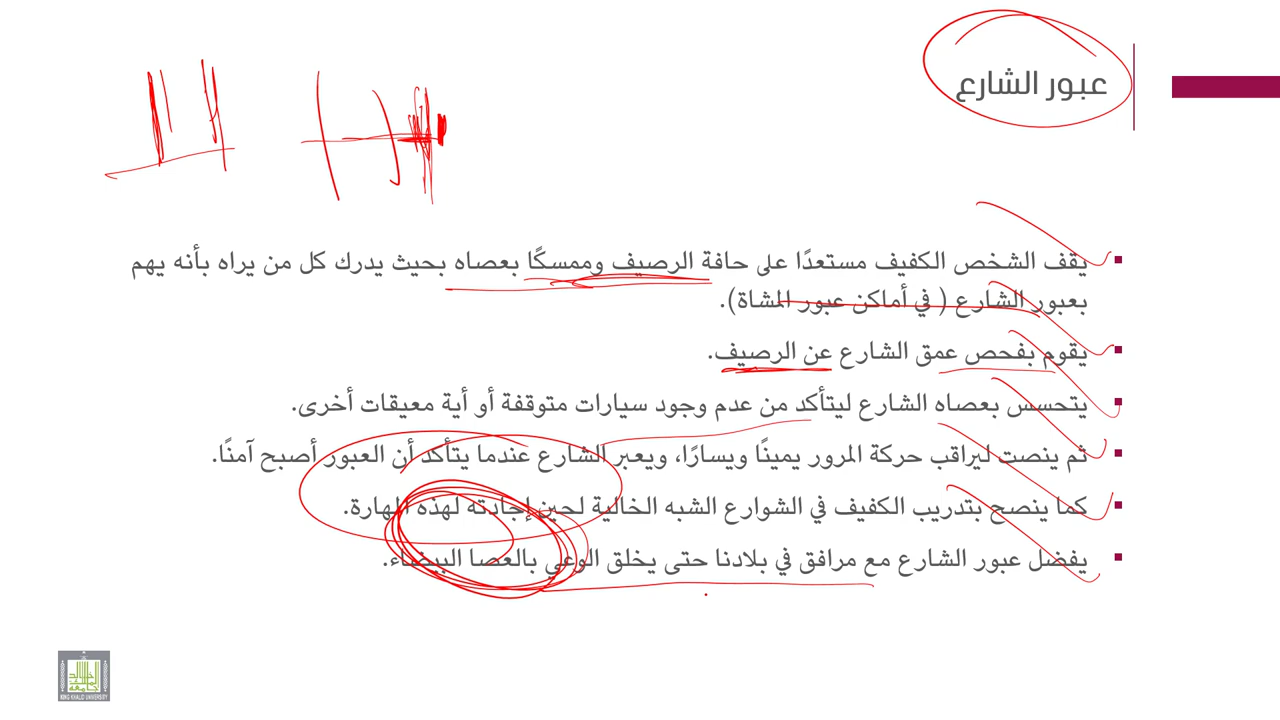 عبور الشارع
يقف الشخص الكفيف مستعدًا على حافة الرصيف وممسكًا بعصاه بحيث يدرك كل من يراه بأنه يهم
بعبور الشارع ( في أماكن عبور المشاة).
يقوم بفحص عمق الشارع عن الرصيف.
يتحسس بعصاه الشارع ليتأكد من عدم وجود سيارات متوقفة أو أية معيقات أخرى.
ثم ينصت ليراقب حركة المرور يمينًا ويسارًا، ويعبر الشارع عندما يتأكد أن العبور أصبح آمنًا.
كما ينصح بتدريب الكفيف في الشوارع الشبه الخالية لحين إجادته لهذه المهارة.
يفضل عبور الشارع مع مرافق في بلادنا حتى يخلق الوعي بالعصا البيضاء.
KING KHALID UNIVERSITY